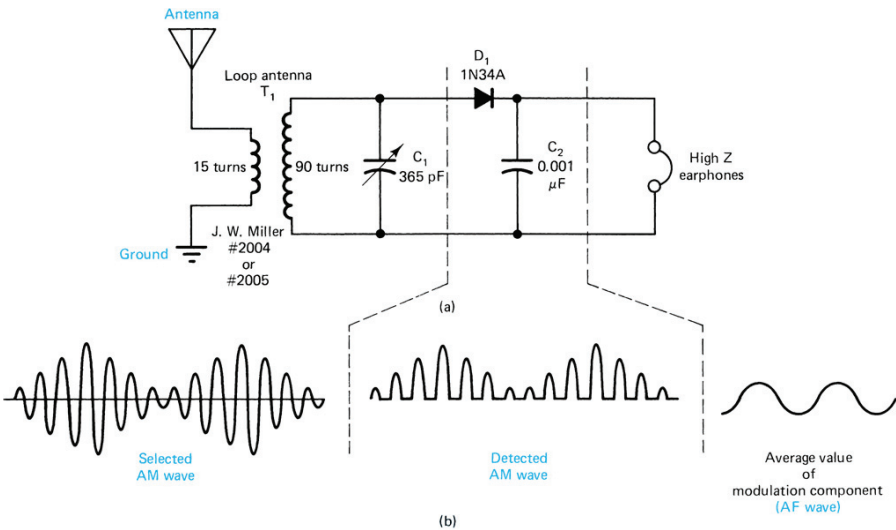 Antenna
Loop antenna
T₁
15 turns
90 turns
C₁
365 pF
D₁
1N34A
C₂
0.001
μF
High Z
earphones
Ground
J. W. Miller
#2004
or
#2005
(a)
Selected
AM wave
Detected
AM wave
Average value
of
modulation component
(AF wave)
(b)